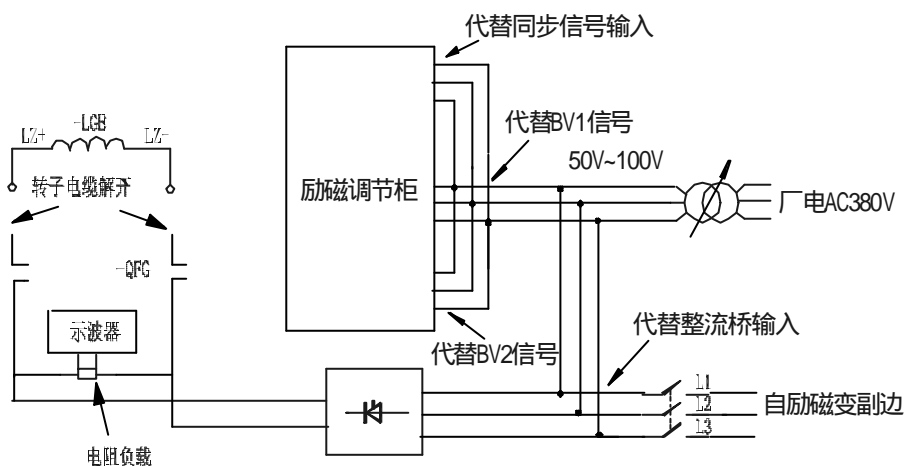 代替同步信号输入
代替BV1信号
50V~100V
LZ+
-LGB
LZ-
转子电缆解开
励磁调节柜
厂电AC380V
-QFG
示波器
代替BV2信号
代替整流桥输入
L1
L2
L3
自励磁变副边
电阻负载